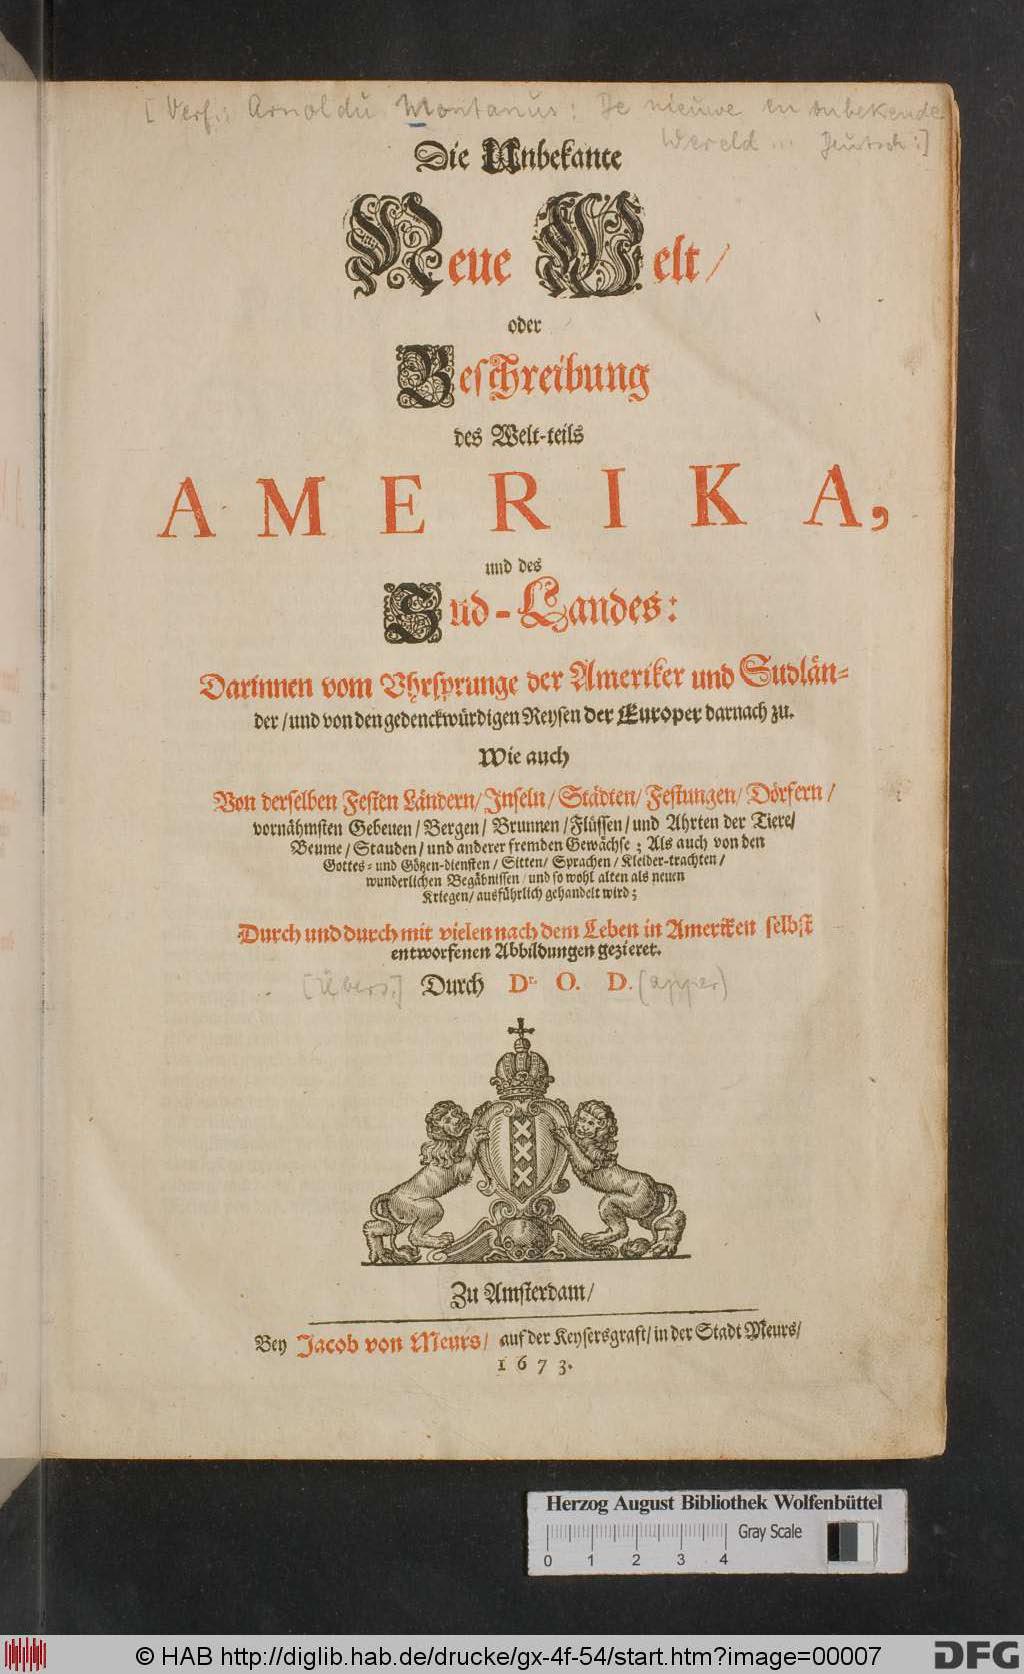 [Verf.: Arnoldus Montanus: De nieuwe en onbekende
Wereld ... Deutsch:]
Die Unbekante
Neue Welt/
oder
Beschreibung
des Welt-teils
AMERIKA,
und des
Sud-Landes:
Darinnen vom Vhrsprunge der Ameriker und Sudlän-
der/ und von den gedenckwürdigen Reysen der Europer darnach zu.
Wie auch
Von derselben Festen Ländern/ Inseln/ Städten/ Festungen/ Dörfern/
vornähmsten Gebeuen/ Bergen/ Brunnen/ Flüssen/ und Ahrten der Tiere/
Beume/ Stauden/ und anderer fremden Gewächse; Als auch von den
Gottes- und Götzen-diensten/ Sitten/ Sprachen/ Kleider-trachten/
wunderlichen Begäbnissen/ und so wohl alten als neuen
Kriegen/ ausführlich gehandelt wird;
Durch und durch mit vielen nach dem Leben in Ameriken selbst
entworfenen Abbildungen gezieret.
[Übers.] Durch Dr. O. D. (apper)
Zu Amsterdam/
Bey Jacob von Meurs/ auf der Keysersgraft/ in der Stadt Meurs/
1673.
Herzog August Bibliothek Wolfenbüttel
Gray Scale
0 1 2 3 4
© HAB http://diglib.hab.de/drucke/gx-4f-54/start.htm?image=00007
DFG